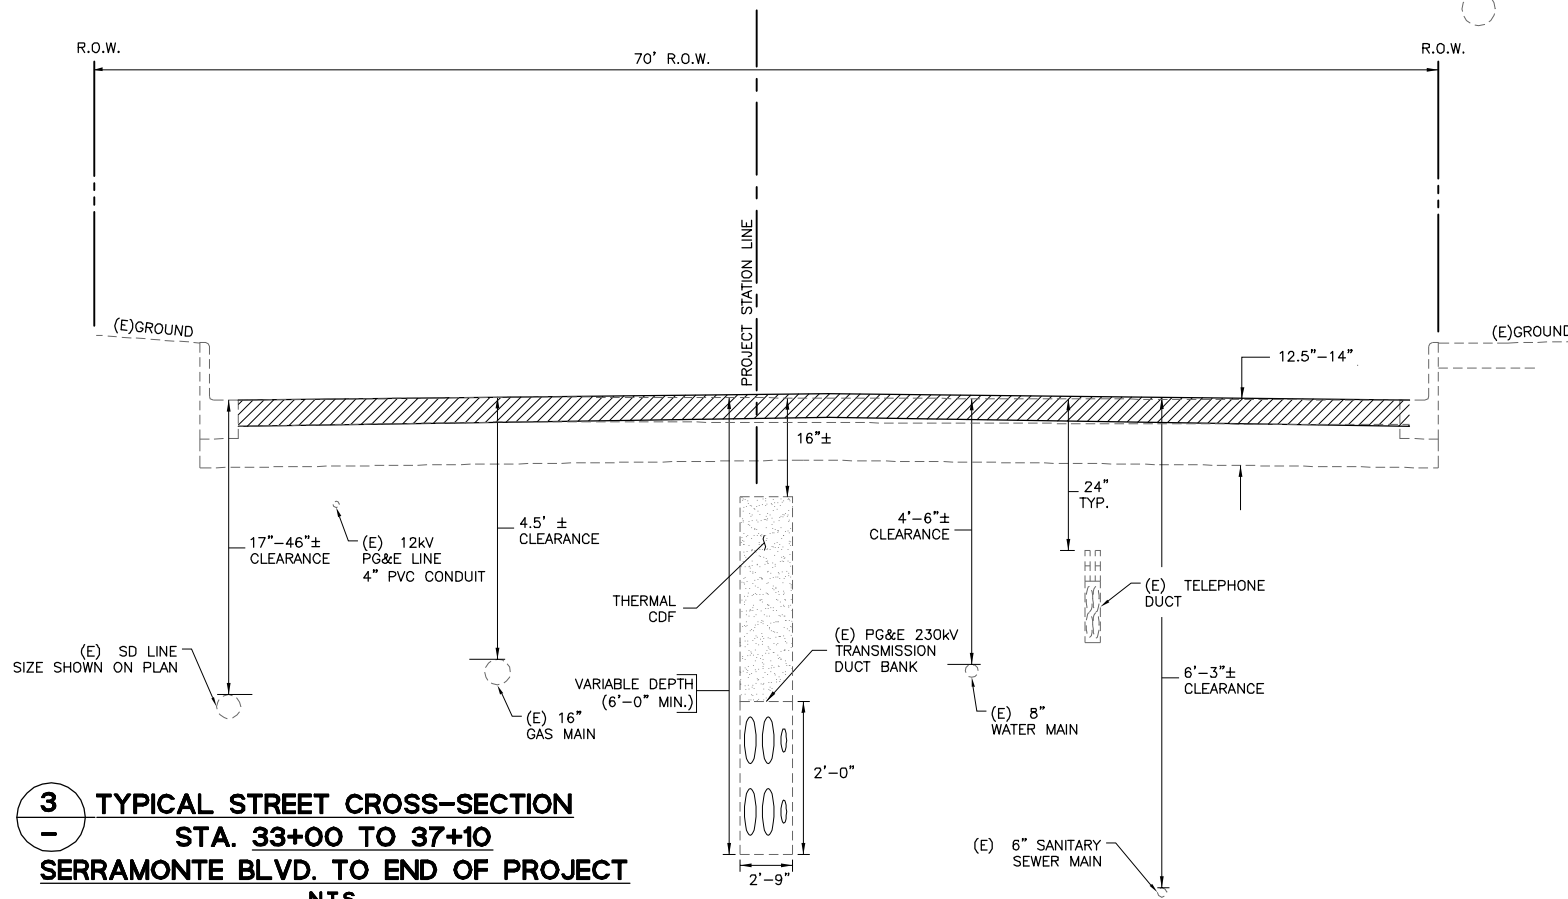 R.O.W.
70' R.O.W.
R.O.W.
PROJECT STATION LINE
(E)GROUND
(E)GROUND
12.5"-14"
16"±
24"
TYP.
17"-46"±
CLEARANCE
(E) 12kV
PG&E LINE
4" PVC CONDUIT
4.5' ±
CLEARANCE
4'-6"±
CLEARANCE
THERMAL
CDF
(E) TELEPHONE
DUCT
(E) PG&E 230kV
TRANSMISSION
DUCT BANK
(E) SD LINE
SIZE SHOWN ON PLAN
VARIABLE DEPTH
(6'-0" MIN.)
6'-3"±
CLEARANCE
(E) 16"
GAS MAIN
(E) 8"
WATER MAIN
2'-0"
3
-
TYPICAL STREET CROSS-SECTION
STA. 33+00 TO 37+10
SERRAMONTE BLVD. TO END OF PROJECT
NTS
2'-9"
(E) 6" SANITARY
SEWER MAIN